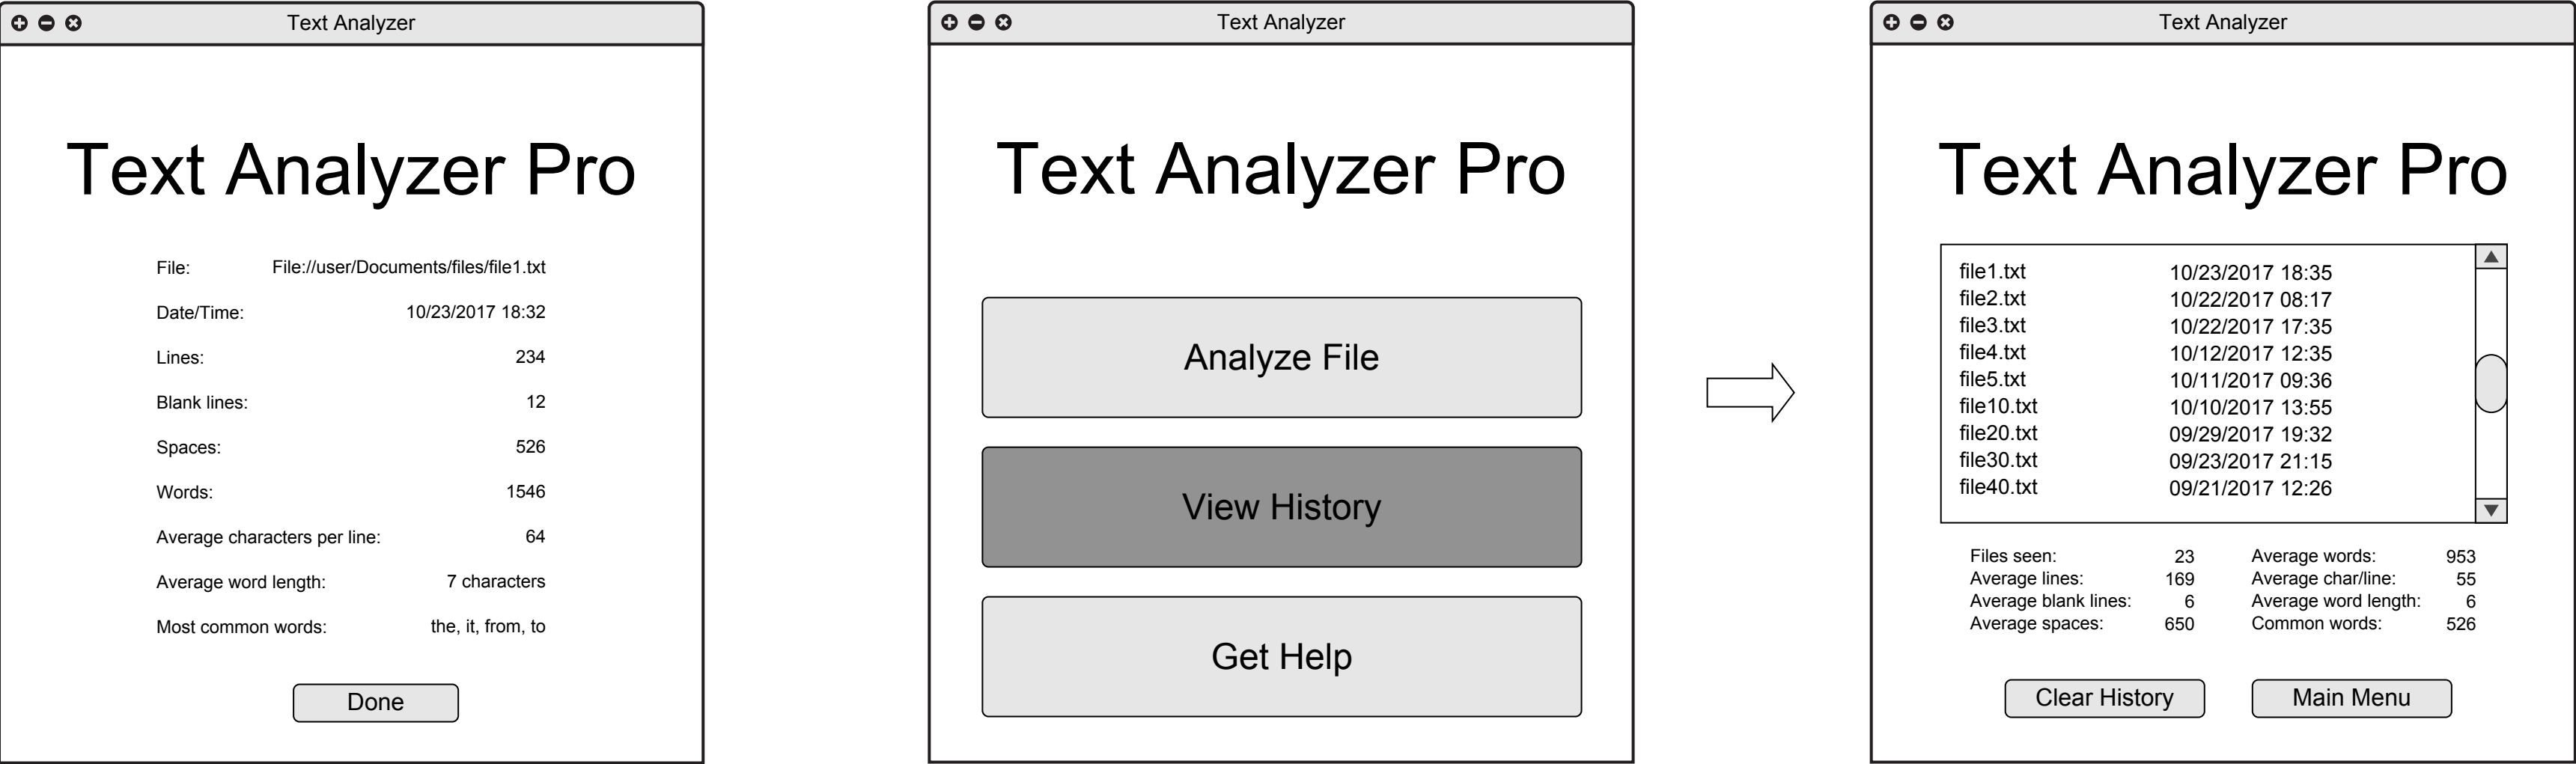 Text Analyzer
Text Analyzer Pro
File: File://user/Documents/files/file1.txt
Date/Time: 10/23/2017 18:32
Lines: 234
Blank lines: 12
Spaces: 526
Words: 1546
Average characters per line: 64
Average word length: 7 characters
Most common words: the, it, from, to
Done
Text Analyzer
Text Analyzer Pro
Analyze File
View History
Get Help
Text Analyzer
Text Analyzer Pro
file1.txt 10/23/2017 18:35
file2.txt 10/22/2017 08:17
file3.txt 10/22/2017 17:35
file4.txt 10/12/2017 12:35
file5.txt 10/11/2017 09:36
file10.txt 10/10/2017 13:55
file20.txt 09/29/2017 19:32
file30.txt 09/23/2017 21:15
file40.txt 09/21/2017 12:26
Files seen: 23 Average words: 953
Average lines: 169 Average char/line: 55
Average blank lines: 6 Average word length: 6
Average spaces: 650 Common words: 526
Clear History Main Menu